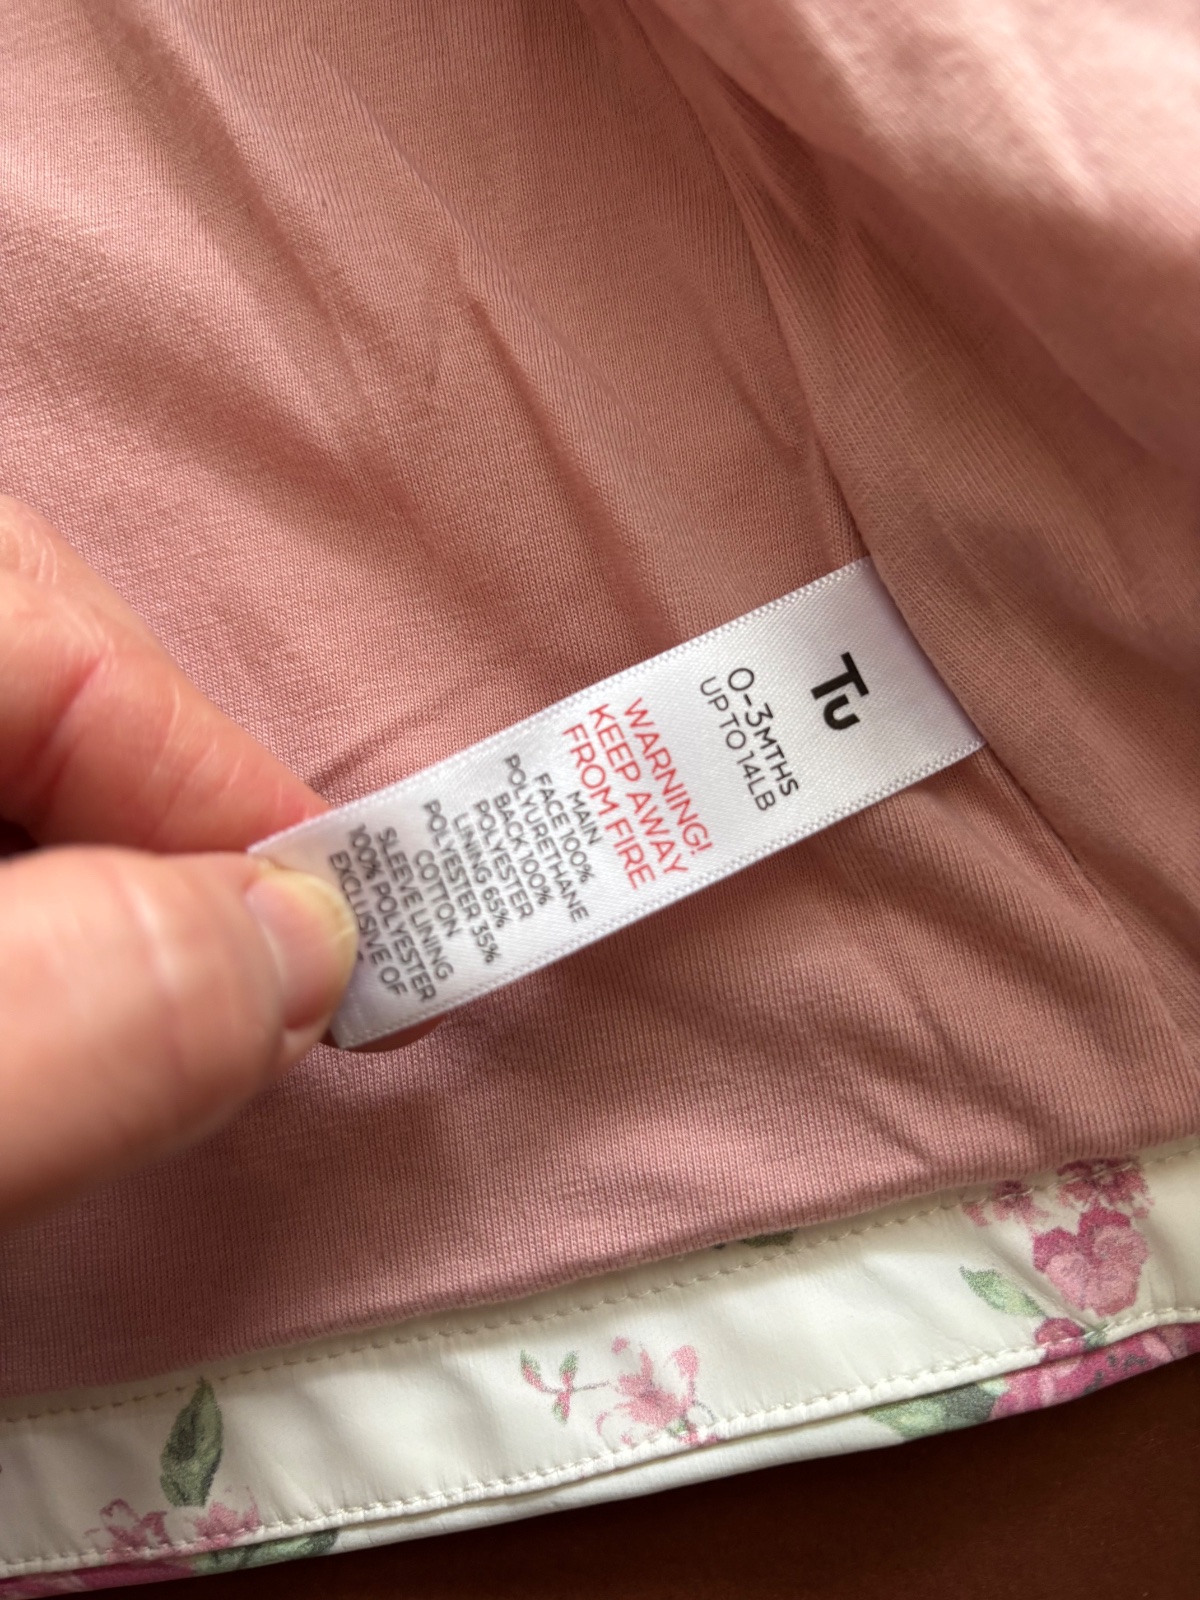 Tu
0-3MTHS
UP TO 14LB
WARNING!
KEEP AWAY
FROM FIRE
MAIN
FACE 100%
POLYURETHANE
BACK 100%
POLYESTER
LINING 65%
COTTON
POLYESTER 35%
SLEEVE LINING
100% POLYESTER
EXCLUSIVE OF